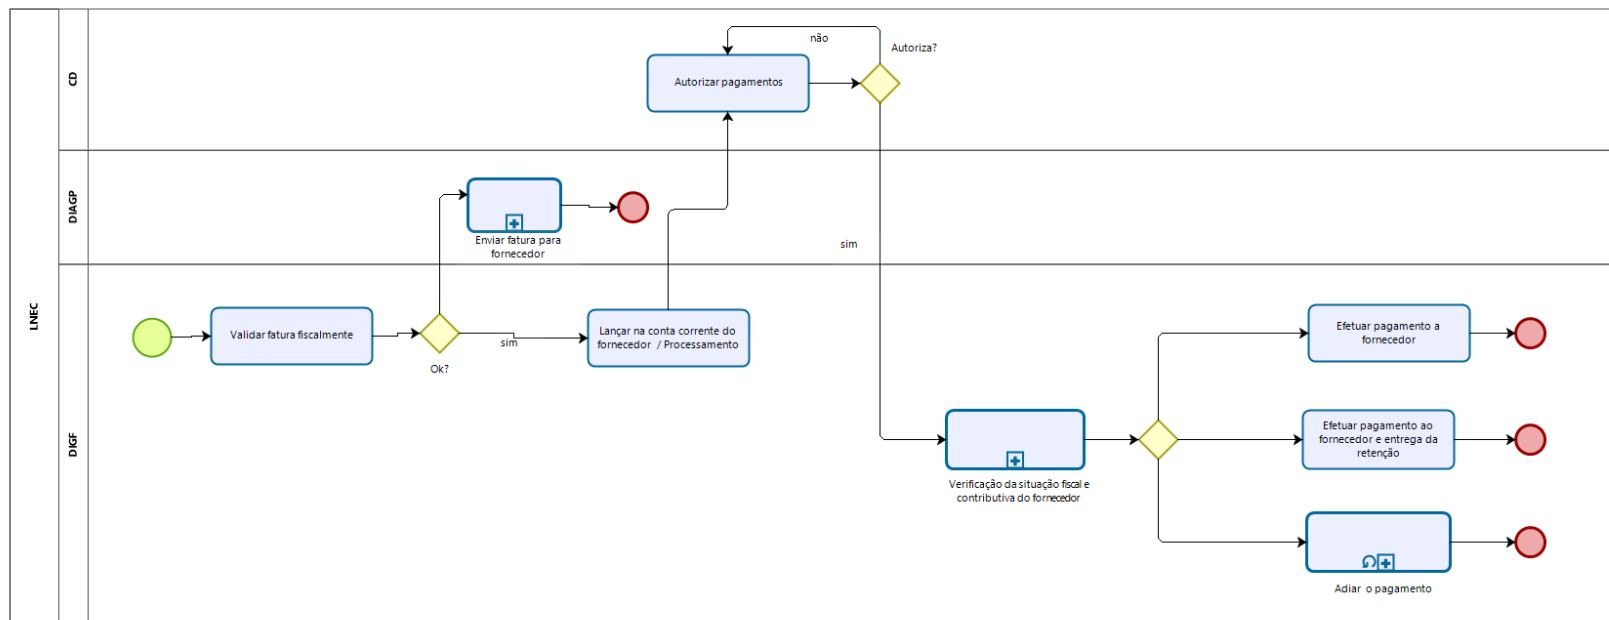 LNEC
CD
não
Autoriza?
Autorizar pagamentos
DIAGP
Enviar fatura para
fornecedor
sim
DIGF
Validar fatura fiscalmente
Ok?
sim
Lançar na conta corrente do
fornecedor / Processamento
Verificação da situação fiscal e
contributiva do fornecedor
Efetuar pagamento a
fornecedor
Efetuar pagamento ao
fornecedor e entrega da
retenção
Adiar o pagamento